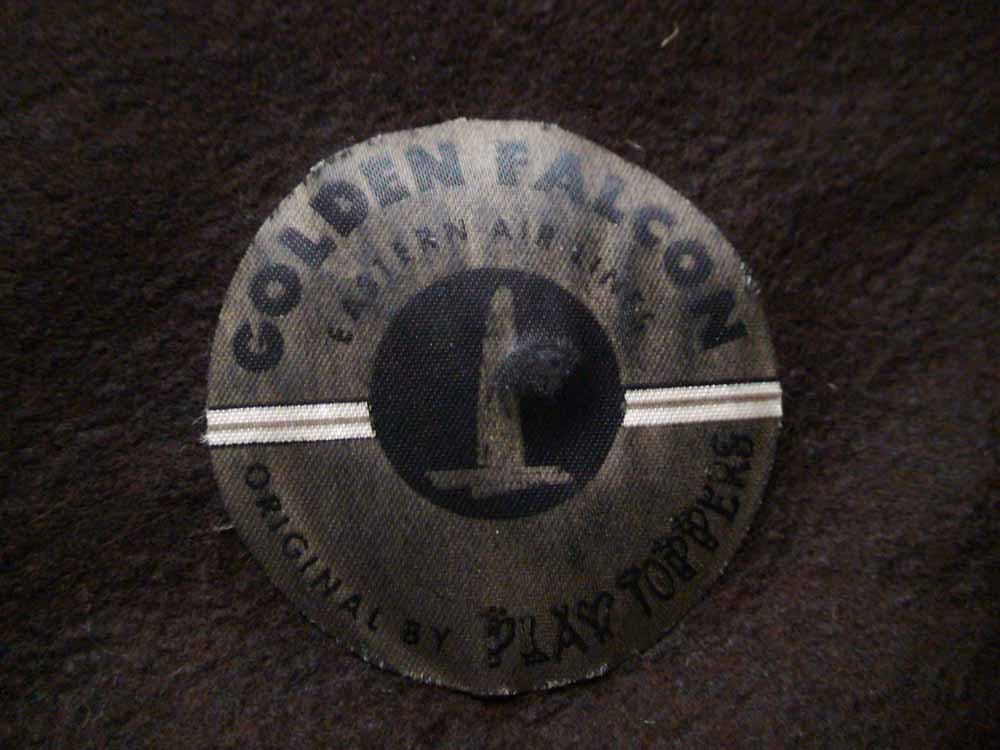 GOLDEN FALCON
EASTERN AIR LINES
ORIGINAL BY PLAY TOPPERS